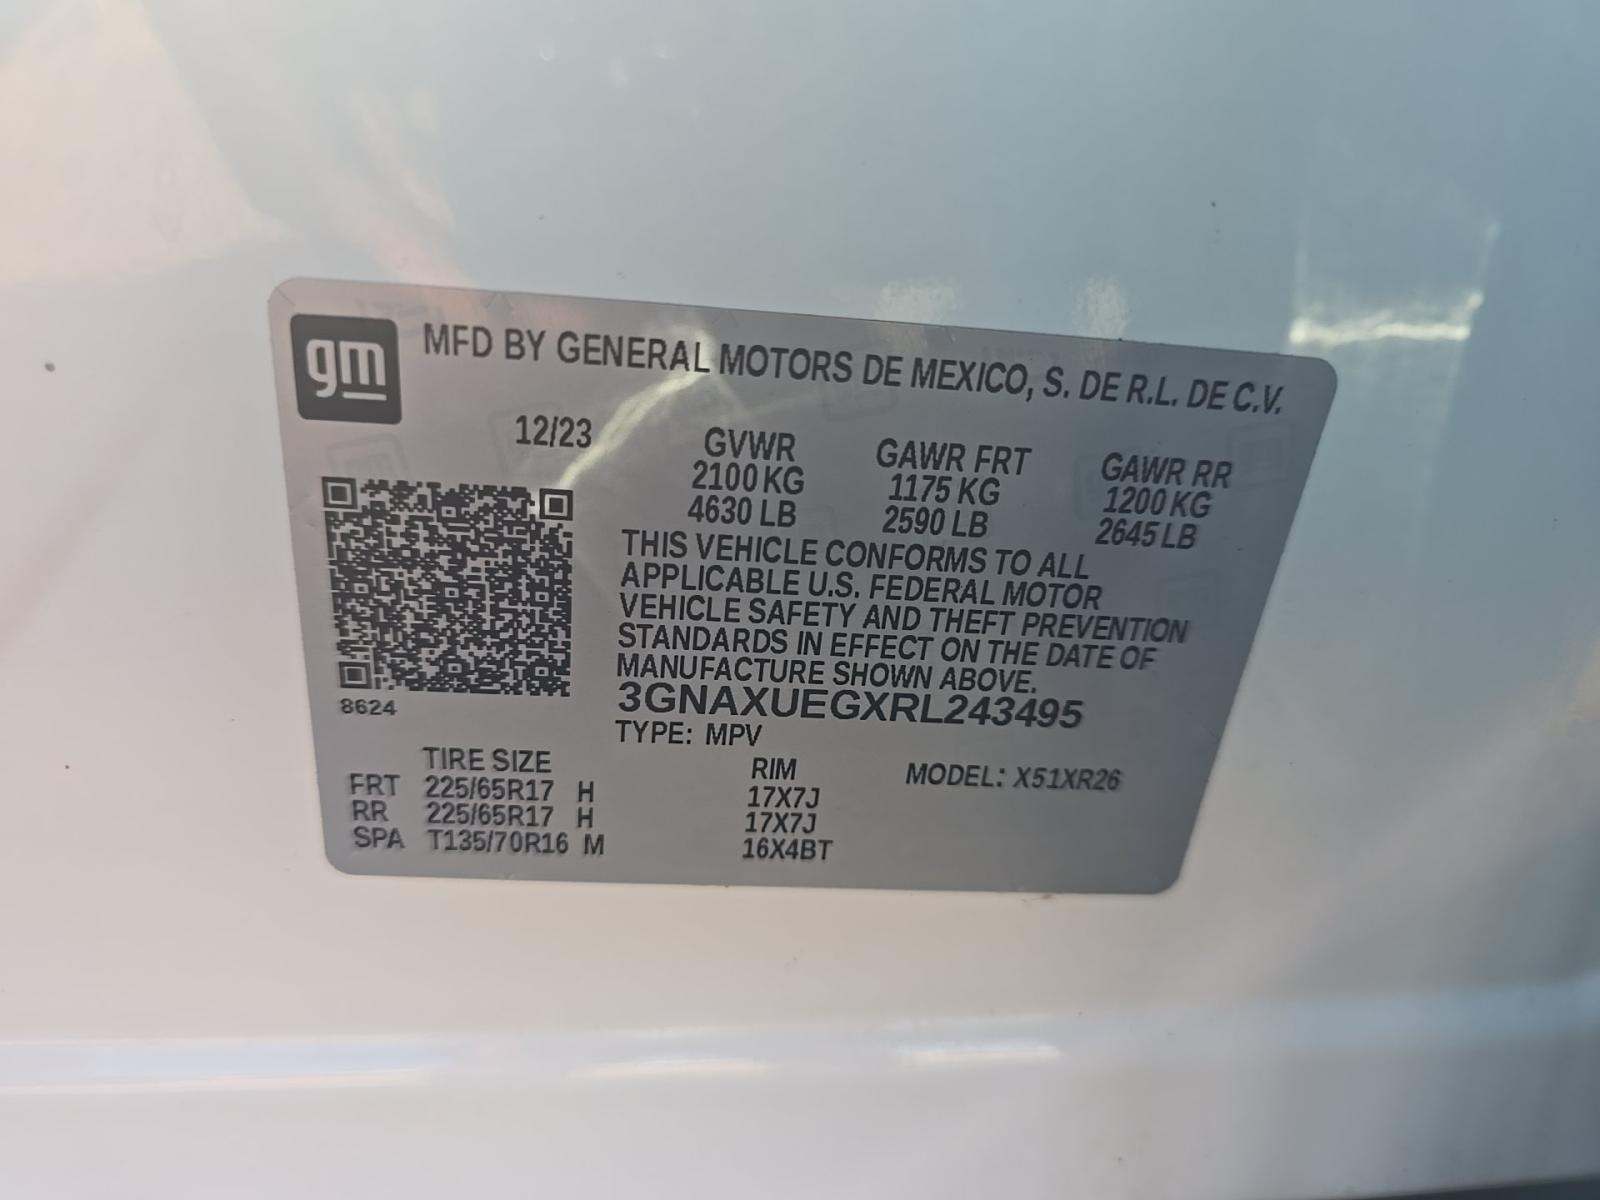 gm
MFD BY GENERAL MOTORS DE MEXICO, S. DE R.L. DE C.V.
12/23
GVWR GAWR FRT GAWR RR
2100 KG 1175 KG 1200 KG
4630 LB 2590 LB 2645 LB
THIS VEHICLE CONFORMS TO ALL
APPLICABLE U.S. FEDERAL MOTOR
VEHICLE SAFETY AND THEFT PREVENTION
STANDARDS IN EFFECT ON THE DATE OF
MANUFACTURE SHOWN ABOVE.
3GNAXUEGXRL243495
8624
TYPE: MPV
TIRE SIZE RIM MODEL: X51XR26
FRT 225/65R17 H 17X7J
RR 225/65R17 H 17X7J
SPA T135/70R16 M 16X4BT